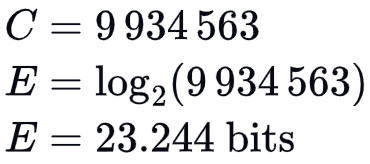 C = 9 934 563
E = log₂(9 934 563)
E = 23.244 bits